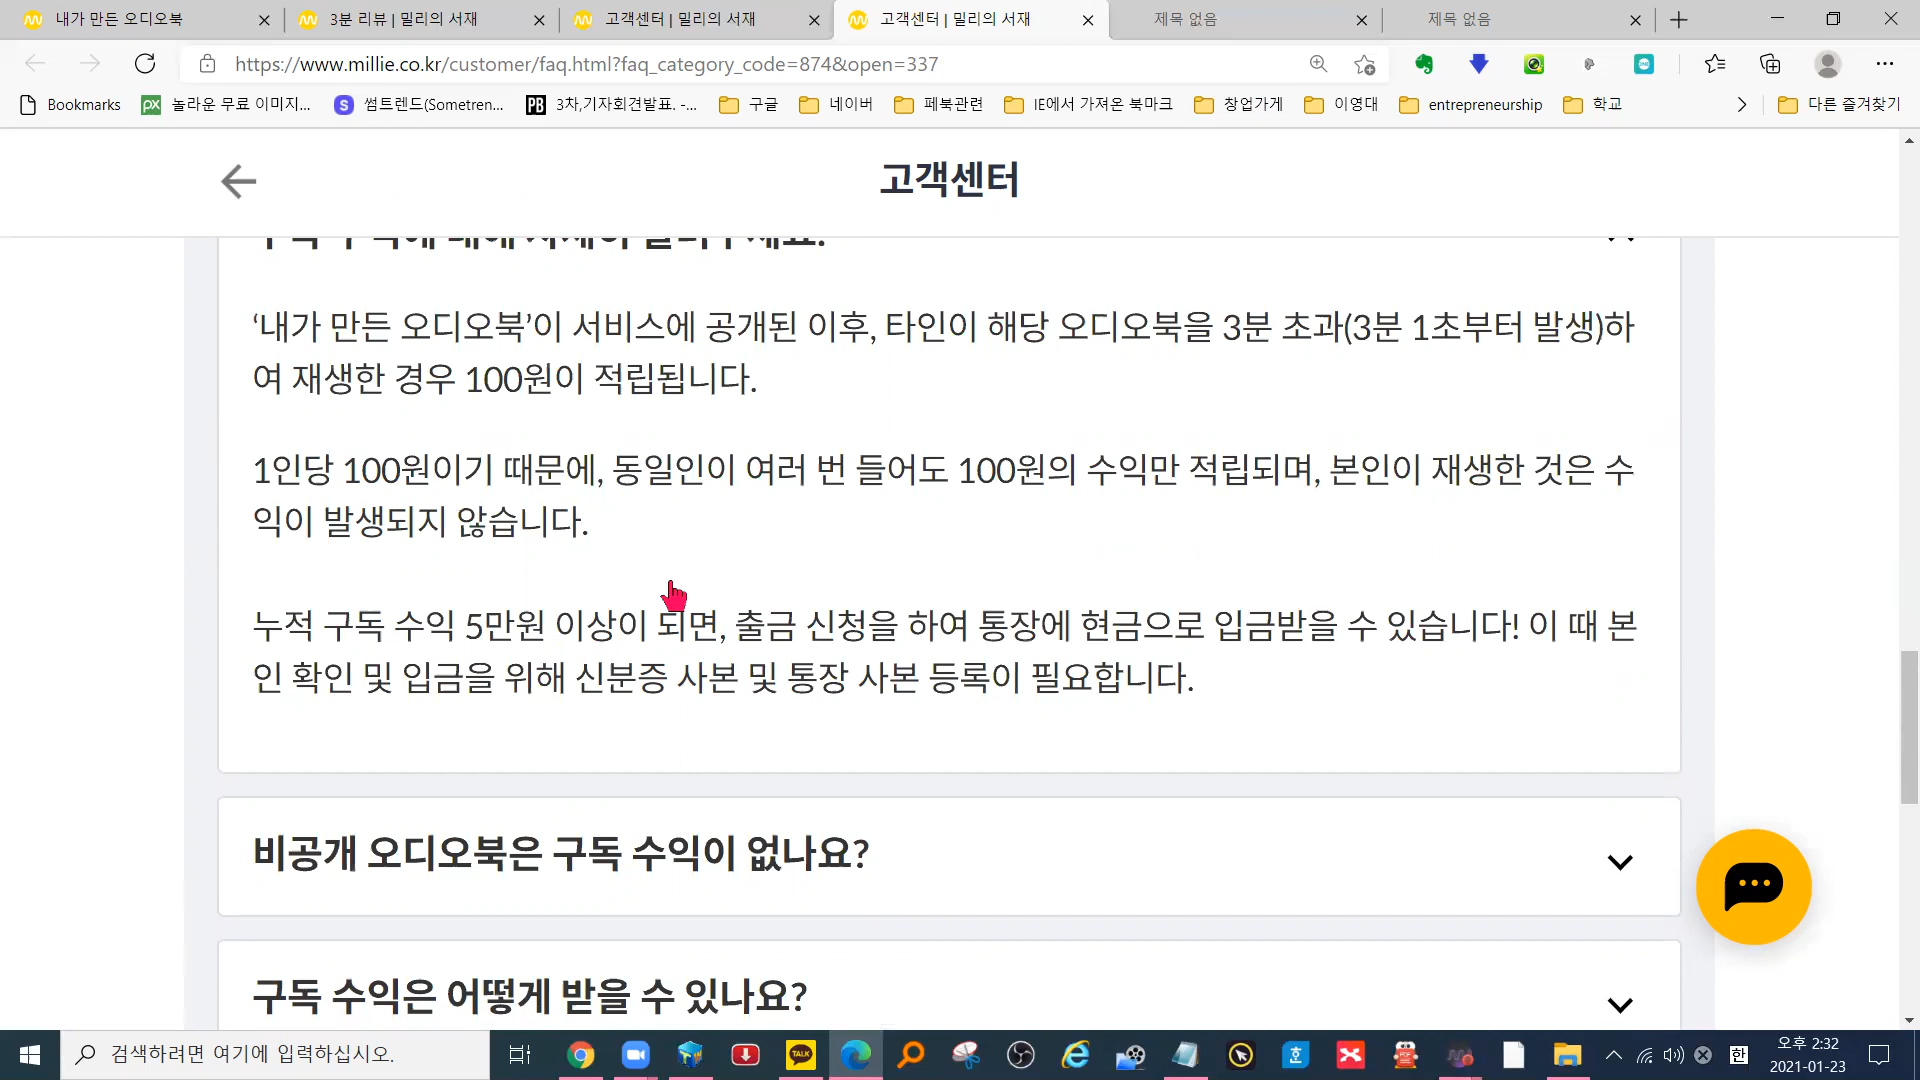 내가 만든 오디오북
3분 리뷰 | 밀리의 서재
고객센터 | 밀리의 서재
고객센터 | 밀리의 서재
제목 없음
제목 없음
https://www.millie.co.kr/customer/faq.html?faq_category_code=874&open=337
Bookmarks
놀라운 무료 이미지...
썸트렌드(Sometren...
3차,기자회견발표. -...
구글
네이버
페북관련
IE에서 가져온 북마크
창업가게
이영대
entrepreneurship
학교
다른 즐겨찾기
고객센터
‘내가 만든 오디오북’이 서비스에 공개된 이후, 타인이 해당 오디오북을 3분 초과(3분 1초부터 발생)하
여 재생한 경우 100원이 적립됩니다.
1인당 100원이기 때문에, 동일인이 여러 번 들어도 100원의 수익만 적립되며, 본인이 재생한 것은 수
익이 발생되지 않습니다.
누적 구독 수익 5만원 이상이 되면, 출금 신청을 하여 통장에 현금으로 입금받을 수 있습니다! 이 때 본
인 확인 및 입금을 위해 신분증 사본 및 통장 사본 등록이 필요합니다.
비공개 오디오북은 구독 수익이 없나요?
구독 수익은 어떻게 받을 수 있나요?
검색하려면 여기에 입력하십시오.
TALK
한
오후 2:32
2021-01-23